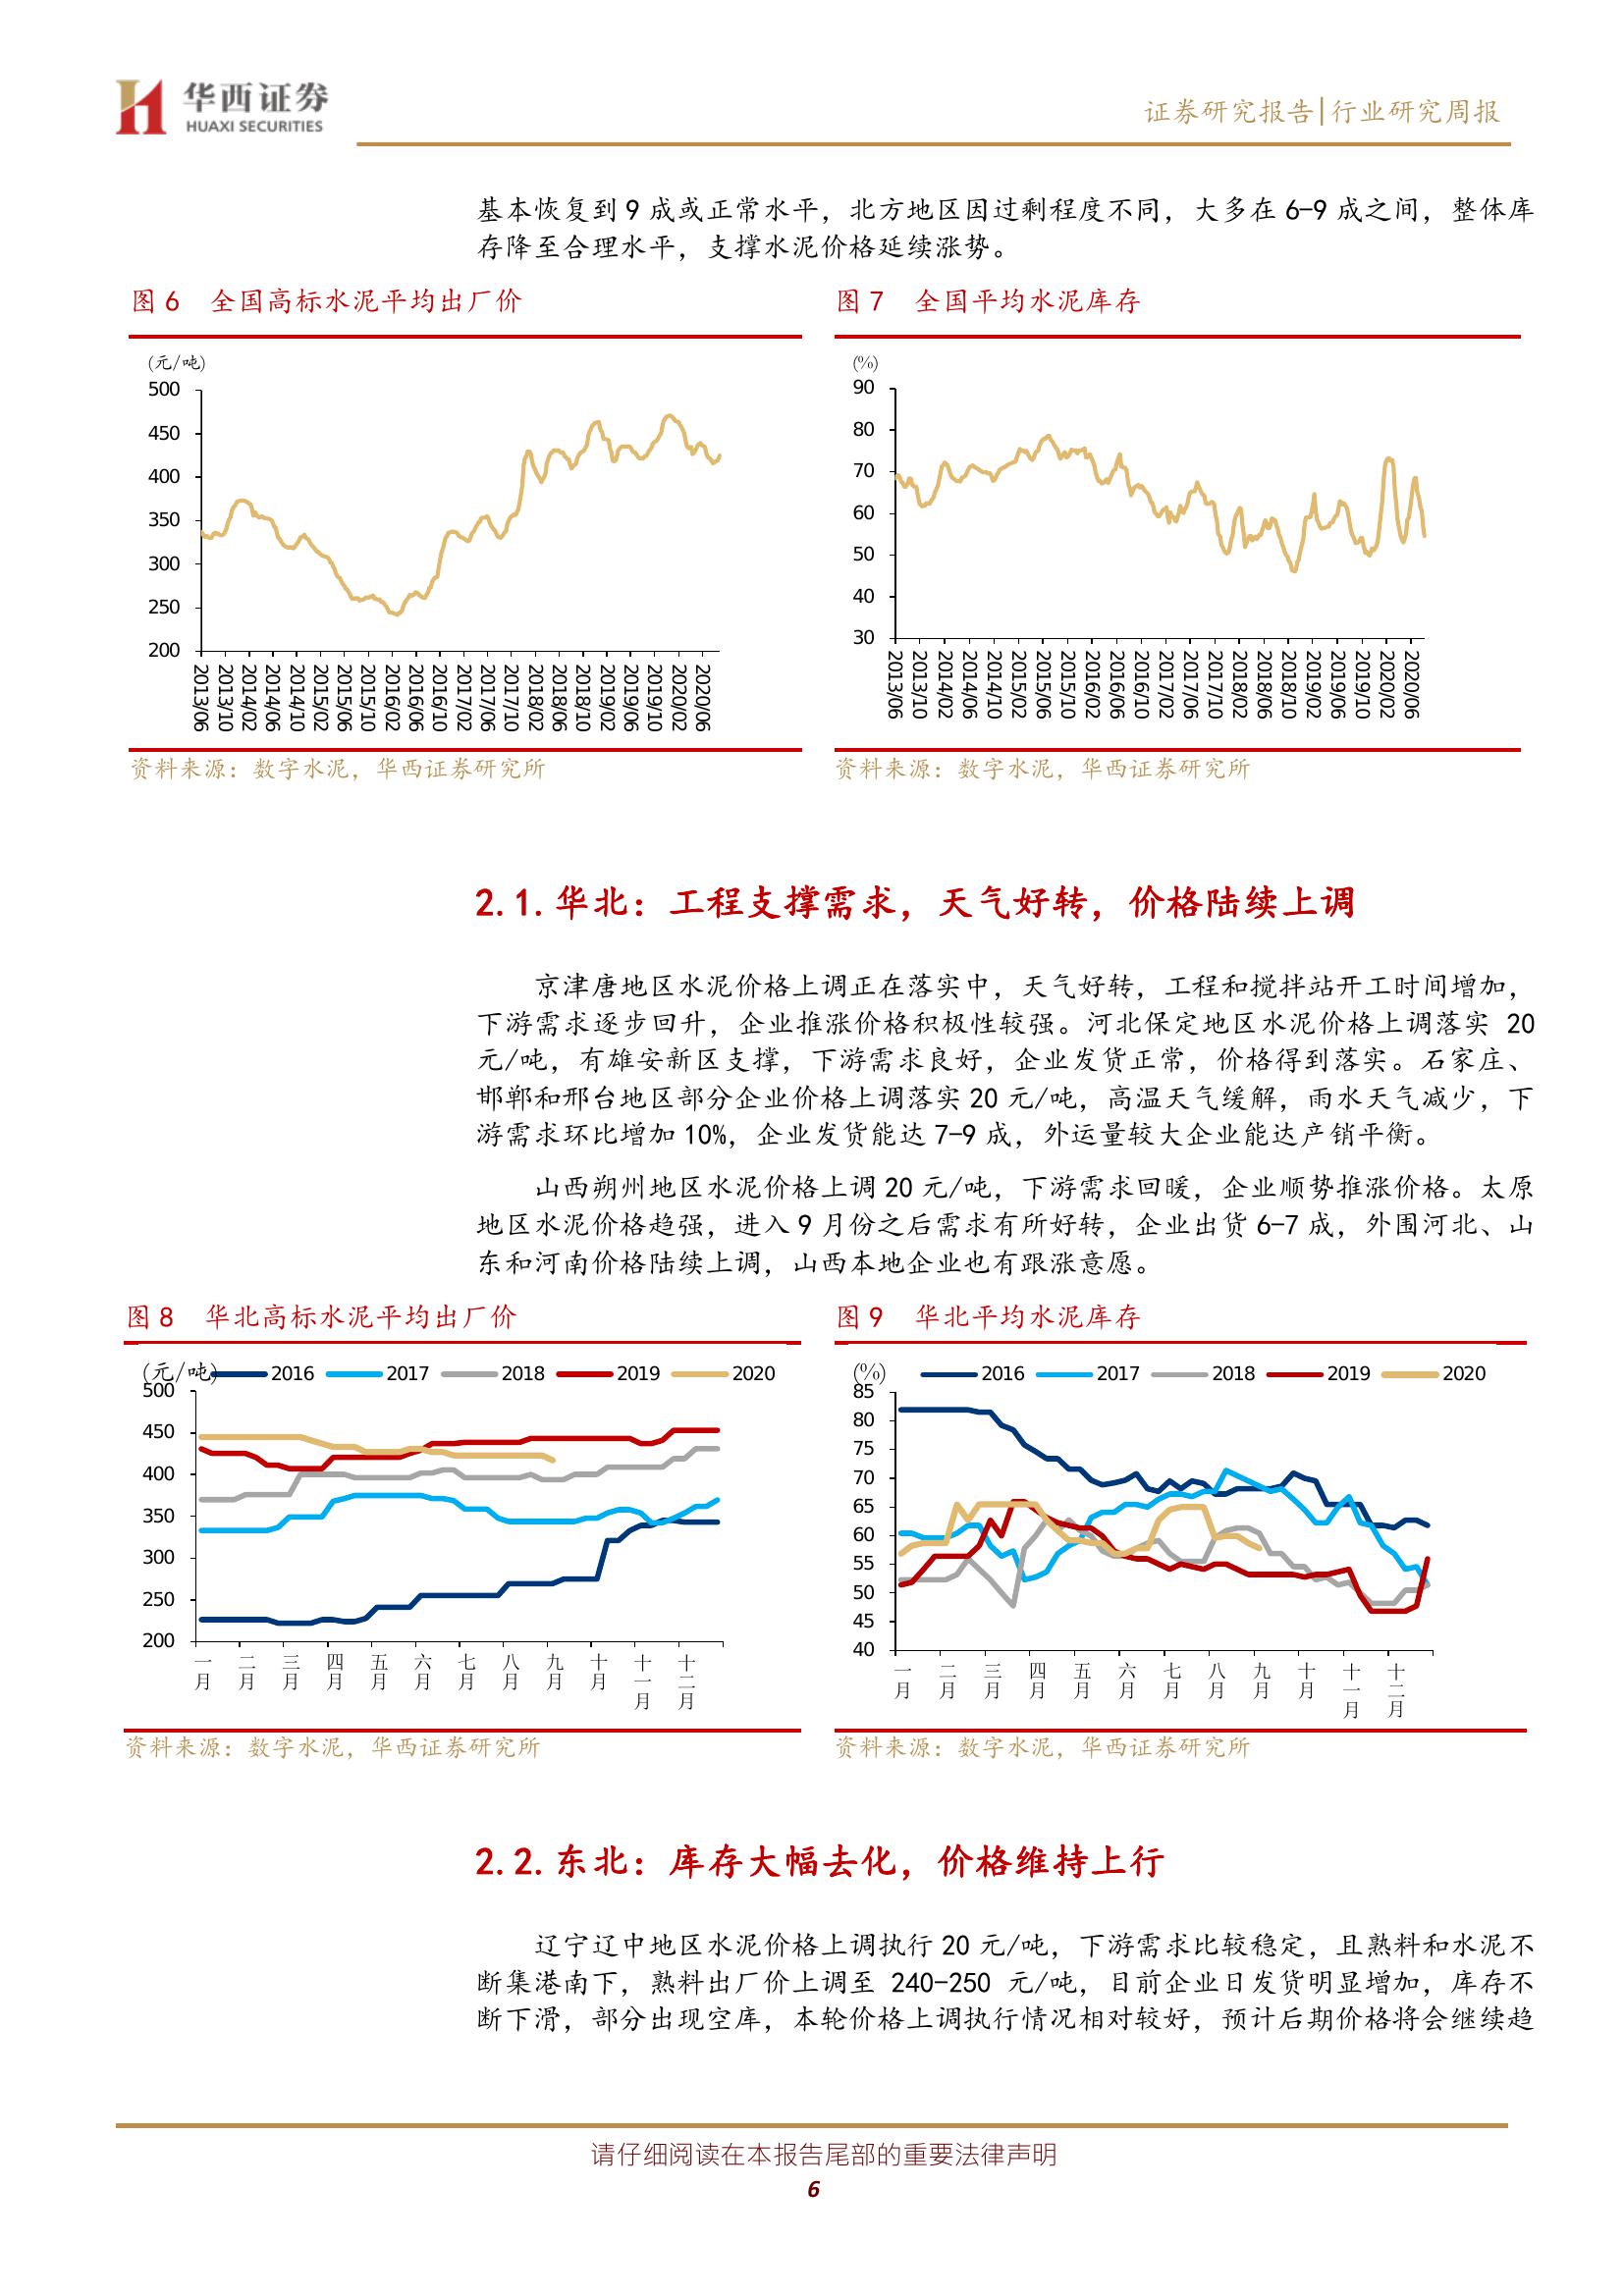 华西证券
HUAXI SECURITIES
证券研究报告|行业研究周报
基本恢复到 9 成或正常水平，北方地区因过剩程度不同，大多在 6-9 成之间，整体库
存降至合理水平，支撑水泥价格延续涨势。
图 6 全国高标水泥平均出厂价
(元/吨)
500
450
400
350
300
250
200
2013/06
2013/10
2014/02
2014/06
2014/10
2015/02
2015/06
2015/10
2016/02
2016/06
2016/10
2017/02
2017/06
2017/10
2018/02
2018/06
2018/10
2019/02
2019/06
2019/10
2020/02
2020/06
资料来源：数字水泥，华西证券研究所
图 7 全国平均水泥库存
(%)
90
80
70
60
50
40
30
2013/06
2013/10
2014/02
2014/06
2014/10
2015/02
2015/06
2015/10
2016/02
2016/06
2016/10
2017/02
2017/06
2017/10
2018/02
2018/06
2018/10
2019/02
2019/06
2019/10
2020/02
2020/06
资料来源：数字水泥，华西证券研究所
2.1.华北：工程支撑需求，天气好转，价格陆续上调
京津唐地区水泥价格上调正在落实中，天气好转，工程和搅拌站开工时间增加，
下游需求逐步回升，企业推涨价格积极性较强。河北保定地区水泥价格上调落实 20
元/吨，有雄安新区支撑，下游需求良好，企业发货正常，价格得到落实。石家庄、
邯郸和邢台地区部分企业价格上调落实 20 元/吨，高温天气缓解，雨水天气减少，下
游需求环比增加 10%，企业发货能达 7-9 成，外运量较大企业能达产销平衡。
山西朔州地区水泥价格上调 20 元/吨，下游需求回暖，企业顺势推涨价格。太原
地区水泥价格趋强，进入 9 月份之后需求有所好转，企业出货 6-7 成，外围河北、山
东和河南价格陆续上调，山西本地企业也有跟涨意愿。
图 8 华北高标水泥平均出厂价
(元/吨) 2016 2017 2018 2019 2020
500
450
400
350
300
250
200
一月 二月 三月 四月 五月 六月 七月 八月 九月 十月 十一月 十二月
资料来源：数字水泥，华西证券研究所
图 9 华北平均水泥库存
(%) 2016 2017 2018 2019 2020
85
80
75
70
65
60
55
50
45
40
一月 二月 三月 四月 五月 六月 七月 八月 九月 十月 十一月 十二月
资料来源：数字水泥，华西证券研究所
2.2.东北：库存大幅去化，价格维持上行
辽宁辽中地区水泥价格上调执行 20 元/吨，下游需求比较稳定，且熟料和水泥不
断集港南下，熟料出厂价上调至 240-250 元/吨，目前企业日发货明显增加，库存不
断下滑，部分出现空库，本轮价格上调执行情况相对较好，预计后期价格将会继续趋
请仔细阅读在本报告尾部的重要法律声明
6